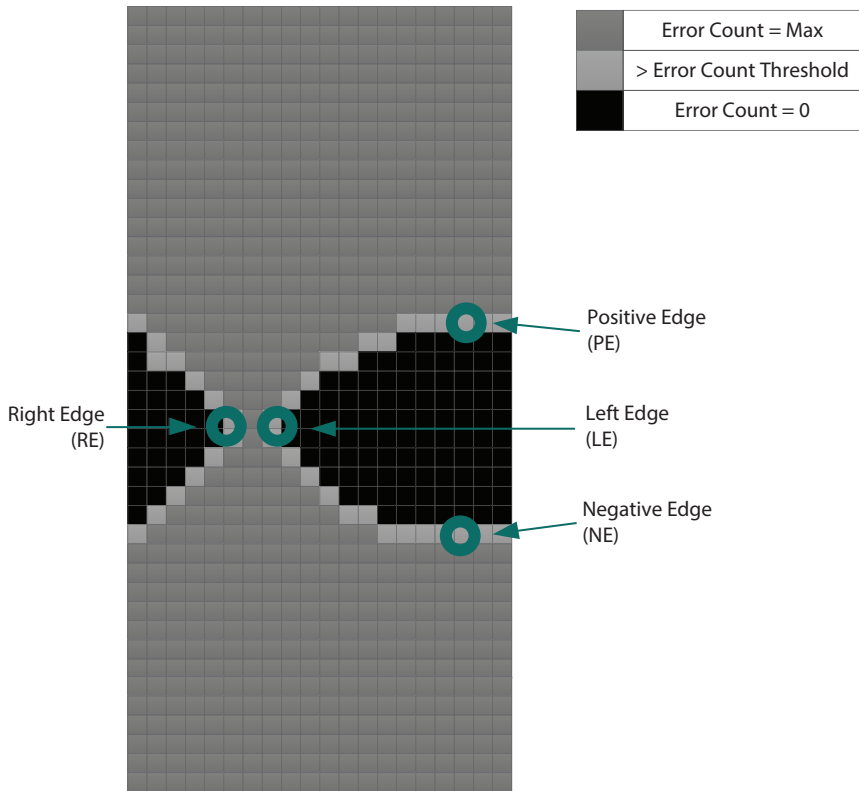 Error Count = Max
> Error Count Threshold
Error Count = 0
Positive Edge
(PE)
Right Edge
(RE)
Left Edge
(LE)
Negative Edge
(NE)